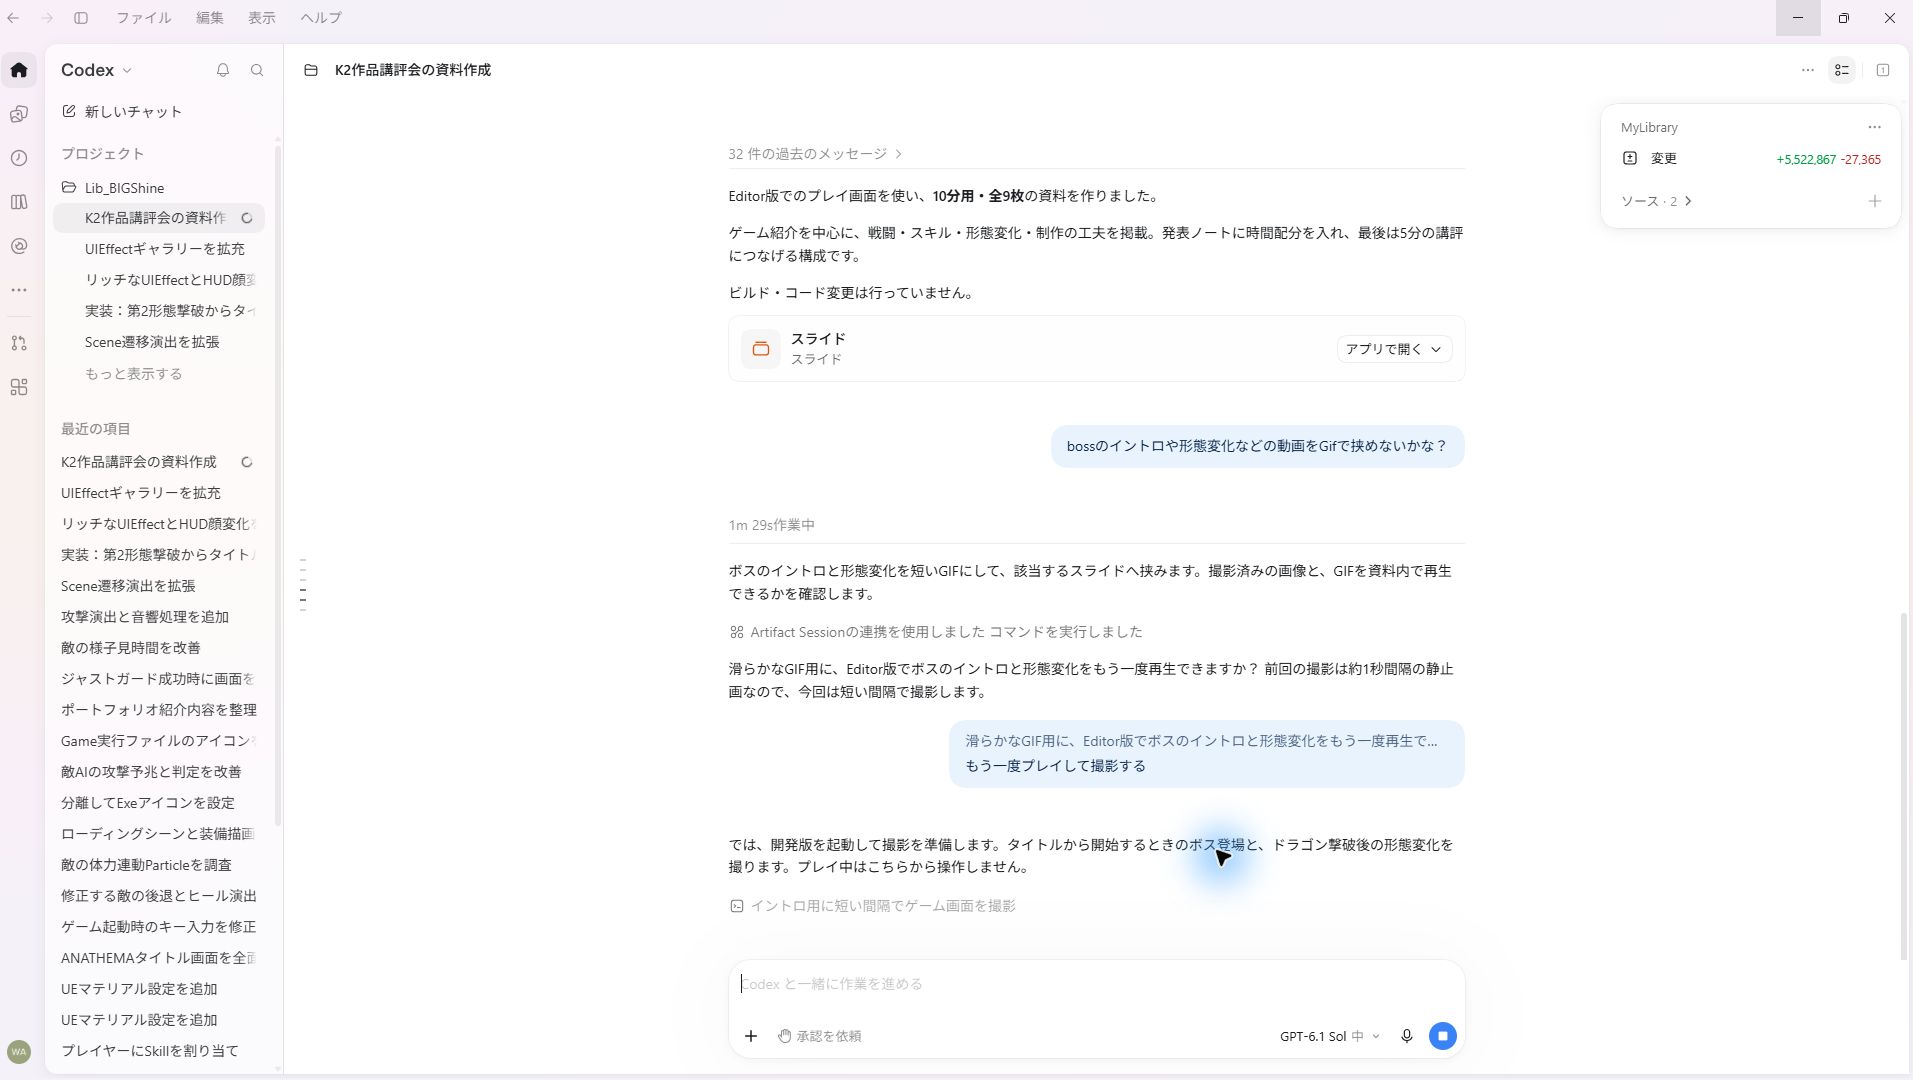 ファイル 編集 表示 ヘルプ
Codex
新しいチャット
プロジェクト
Lib_BIGShine
K2作品講評会の資料作
UIEffectギャラリーを拡充
リッチなUIEffectとHUD顔変
実装：第2形態撃破からタイ
Scene遷移演出を拡張
もっと表示する
最近の項目
K2作品講評会の資料作成
UIEffectギャラリーを拡充
リッチなUIEffectとHUD顔変化を
実装：第2形態撃破からタイトル
Scene遷移演出を拡張
攻撃演出と音響処理を追加
敵の様子見時間を改善
ジャストガード成功時に画面を
ポートフォリオ紹介内容を整理
Game実行ファイルのアイコン
敵AIの攻撃予兆と判定を改善
分離してExeアイコンを設定
ローディングシーンと装備描画
敵の体力連動Particleを調査
修正する敵の後退とヒール演出
ゲーム起動時のキー入力を修正
ANATHEMAタイトル画面を全面
UEマテリアル設定を追加
UEマテリアル設定を追加
プレイヤーにSkillを割り当て
WA
K2作品講評会の資料作成
32 件の過去のメッセージ
Editor版でのプレイ画面を使い、10分用・全9枚の資料を作りました。
ゲーム紹介を中心に、戦闘・スキル・形態変化・制作の工夫を掲載。発表ノートに時間配分を入れ、最後は5分の講評
につなげる構成です。
ビルド・コード変更は行っていません。
スライド
スライド
アプリで開く
bossのイントロや形態変化などの動画をGifで挟めないかな？
1m 29s作業中
ボスのイントロと形態変化を短いGIFにして、該当するスライドへ挟みます。撮影済みの画像と、GIFを資料内で再生
できるかを確認します。
Artifact Sessionの連携を使用しました コマンドを実行しました
滑らかなGIF用に、Editor版でボスのイントロと形態変化をもう一度再生できますか？ 前回の撮影は約1秒間隔の静止
画なので、今回は短い間隔で撮影します。
滑らかなGIF用に、Editor版でボスのイントロと形態変化をもう一度再生で...
もう一度プレイして撮影する
では、開発版を起動して撮影を準備します。タイトルから開始するときのボス登場と、ドラゴン撃破後の形態変化を
撮ります。プレイ中はこちらから操作しません。
イントロ用に短い間隔でゲーム画面を撮影
Codex と一緒に作業を進める
承認を依頼
GPT-6.1 Sol 中
1
MyLibrary
変更 +5,522,867 -27,365
ソース · 2